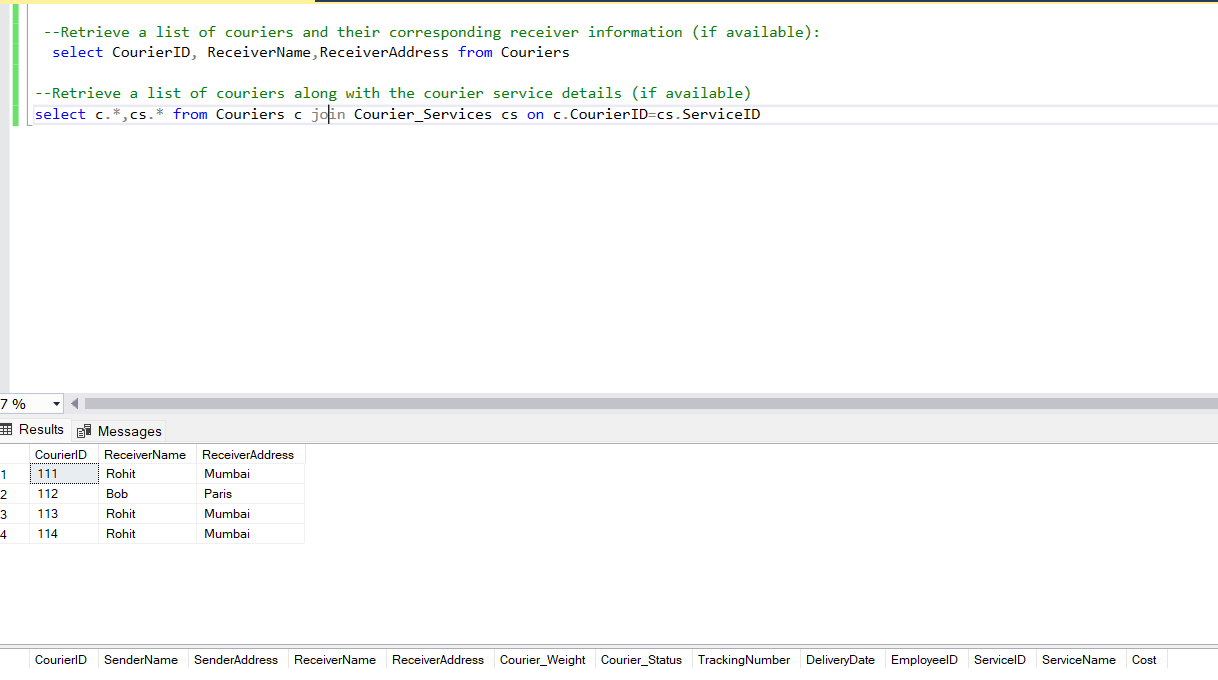 --Retrieve a list of couriers and their corresponding receiver information (if available):
select CourierID, ReceiverName,ReceiverAddress from Couriers
--Retrieve a list of couriers along with the courier service details (if available)
select c.*,cs.* from Couriers c join Courier_Services cs on c.CourierID=cs.ServiceID
7 %
Results Messages
CourierID ReceiverName ReceiverAddress
1 111 Rohit Mumbai
2 112 Bob Paris
3 113 Rohit Mumbai
4 114 Rohit Mumbai
CourierID SenderName SenderAddress ReceiverName ReceiverAddress Courier_Weight Courier_Status TrackingNumber DeliveryDate EmployeeID ServiceID ServiceName Cost